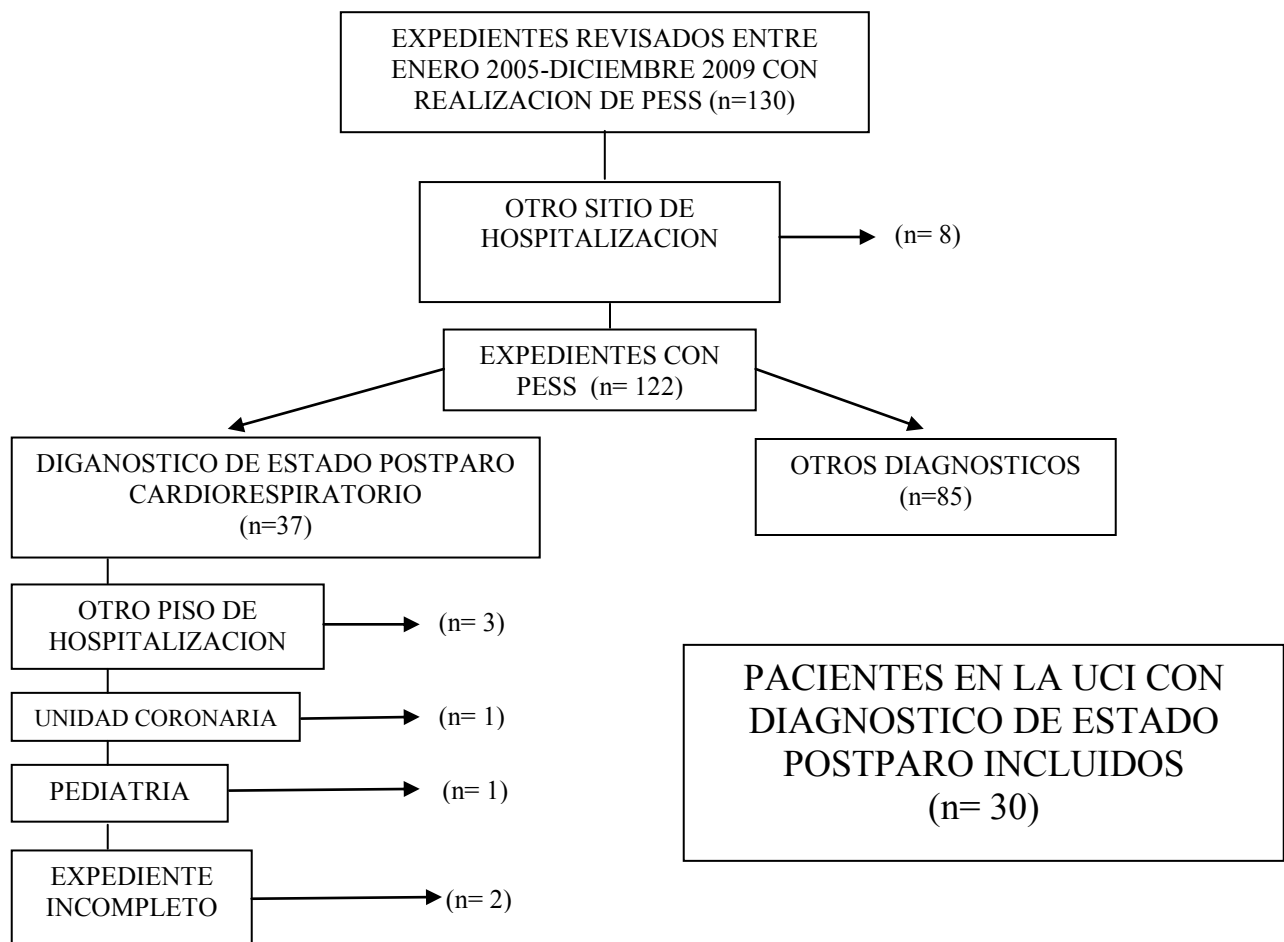 EXPEDIENTES REVISADOS ENTRE
ENERO 2005-DICIEMBRE 2009 CON
REALIZACION DE PESS (n=130)
OTRO SITIO DE
HOSPITALIZACION
(n= 8)
EXPEDIENTES CON
PESS (n= 122)
DIGANOSTICO DE ESTADO POSTPARO
CARDIORESPIRATORIO
(n=37)
OTROS DIAGNOSTICOS
(n=85)
OTRO PISO DE
HOSPITALIZACION
(n= 3)
UNIDAD CORONARIA
(n= 1)
PEDIATRIA
(n= 1)
EXPEDIENTE
INCOMPLETO
(n= 2)
PACIENTES EN LA UCI CON
DIAGNOSTICO DE ESTADO
POSTPARO INCLUIDOS
(n= 30)